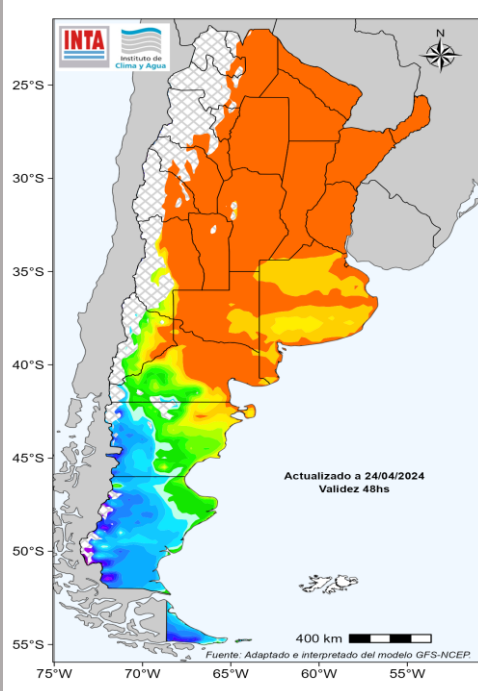 INTA
Instituto de
Clima y Agua
N
25°S
30°S
35°S
40°S
45°S
50°S
55°S
Actualizado a 24/04/2024
Validez 48hs
400 km
Fuente: Adaptado e interpretado del modelo GFS-NCEP.
75°W 70°W 65°W 60°W 55°W